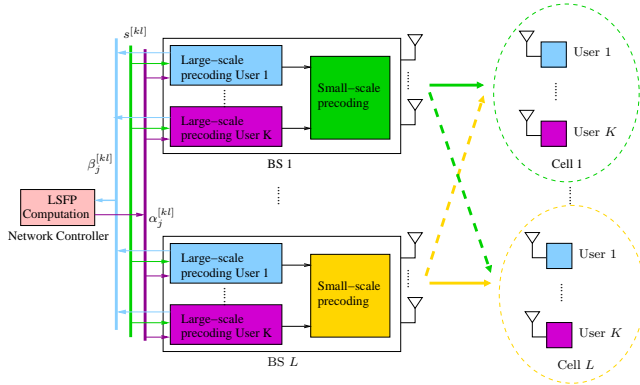 s^{[kl]}
Large-scale
precoding User 1
Large-scale
precoding User K
Small-scale
precoding
BS 1
User 1
User K
Cell 1
β_j^{[kl]}
LSFP
Computation
Network Controller
α_j^{[kl]}
Large-scale
precoding User 1
Large-scale
precoding User K
Small-scale
precoding
BS L
User 1
User K
Cell L